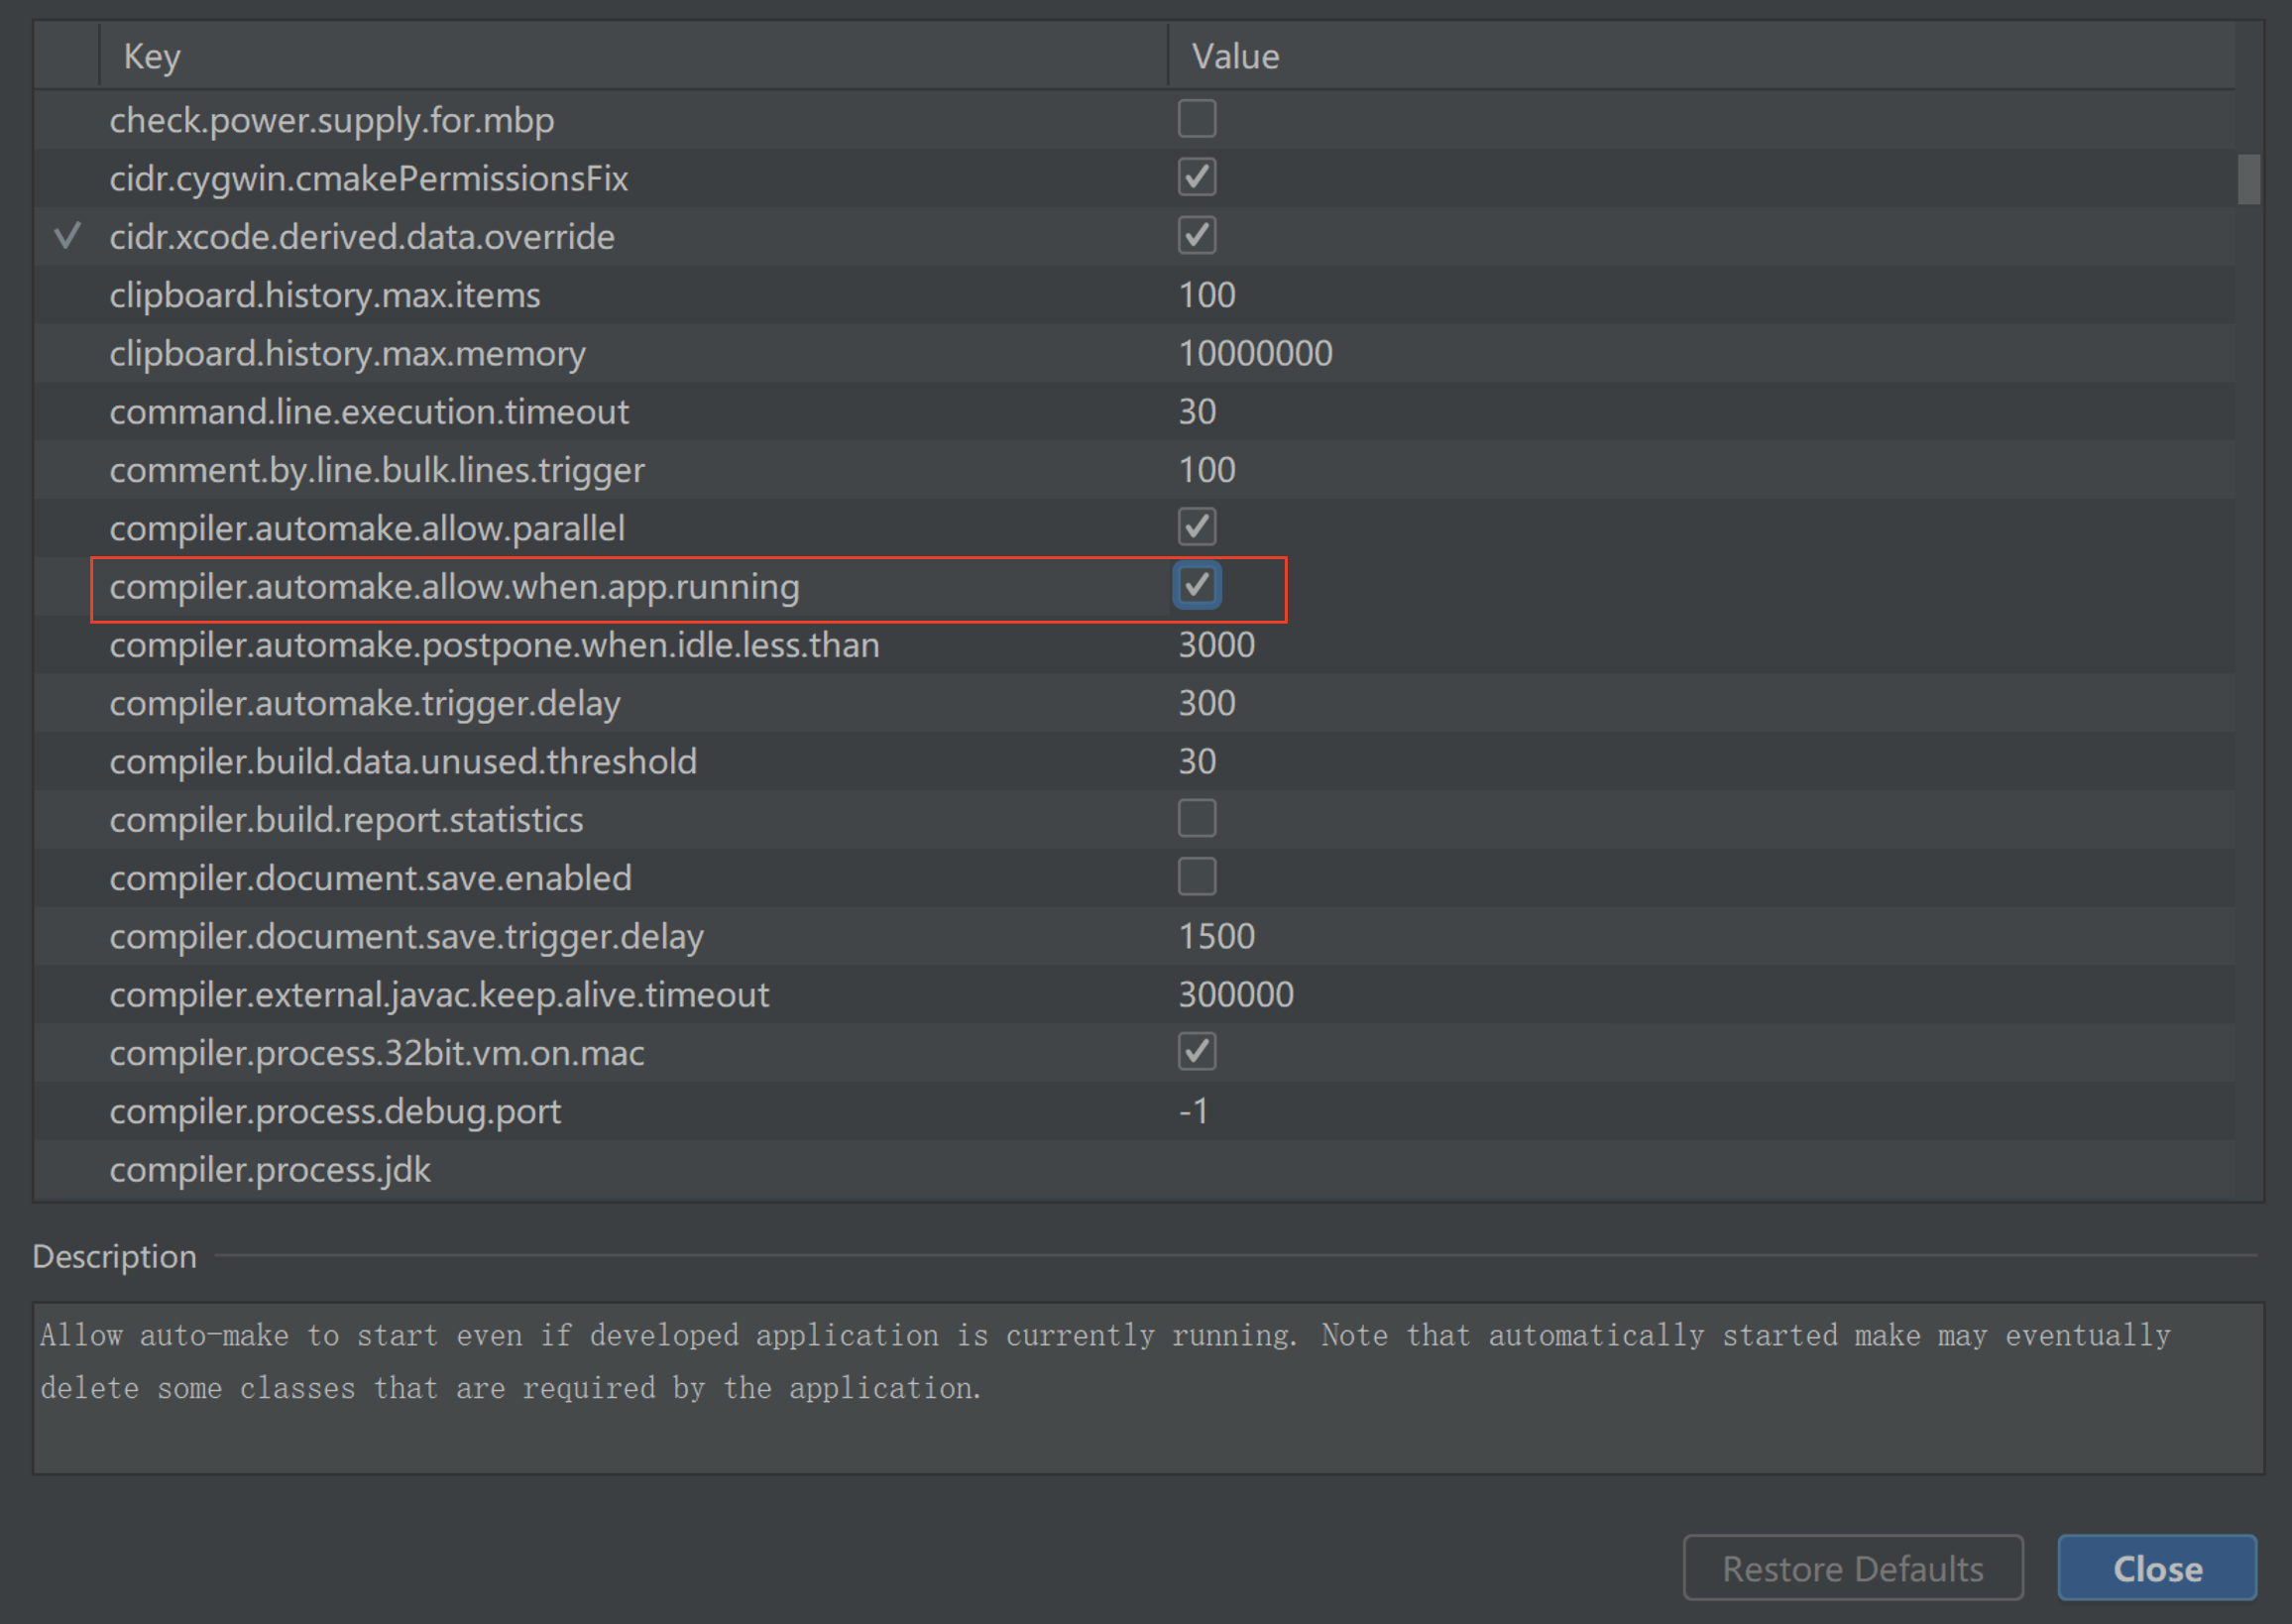 Key Value
check.power.supply.for.mbp
cidr.cygwin.cmakePermissionsFix
cidr.xcode.derived.data.override
clipboard.history.max.items 100
clipboard.history.max.memory 10000000
command.line.execution.timeout 30
comment.by.line.bulk.lines.trigger 100
compiler.automake.allow.parallel
compiler.automake.allow.when.app.running
compiler.automake.postpone.when.idle.less.than 3000
compiler.automake.trigger.delay 300
compiler.build.data.unused.threshold 30
compiler.build.report.statistics
compiler.document.save.enabled
compiler.document.save.trigger.delay 1500
compiler.external.javac.keep.alive.timeout 300000
compiler.process.32bit.vm.on.mac
compiler.process.debug.port -1
compiler.process.jdk
Description
Allow auto-make to start even if developed application is currently running. Note that automatically started make may eventually
delete some classes that are required by the application.
Restore Defaults Close